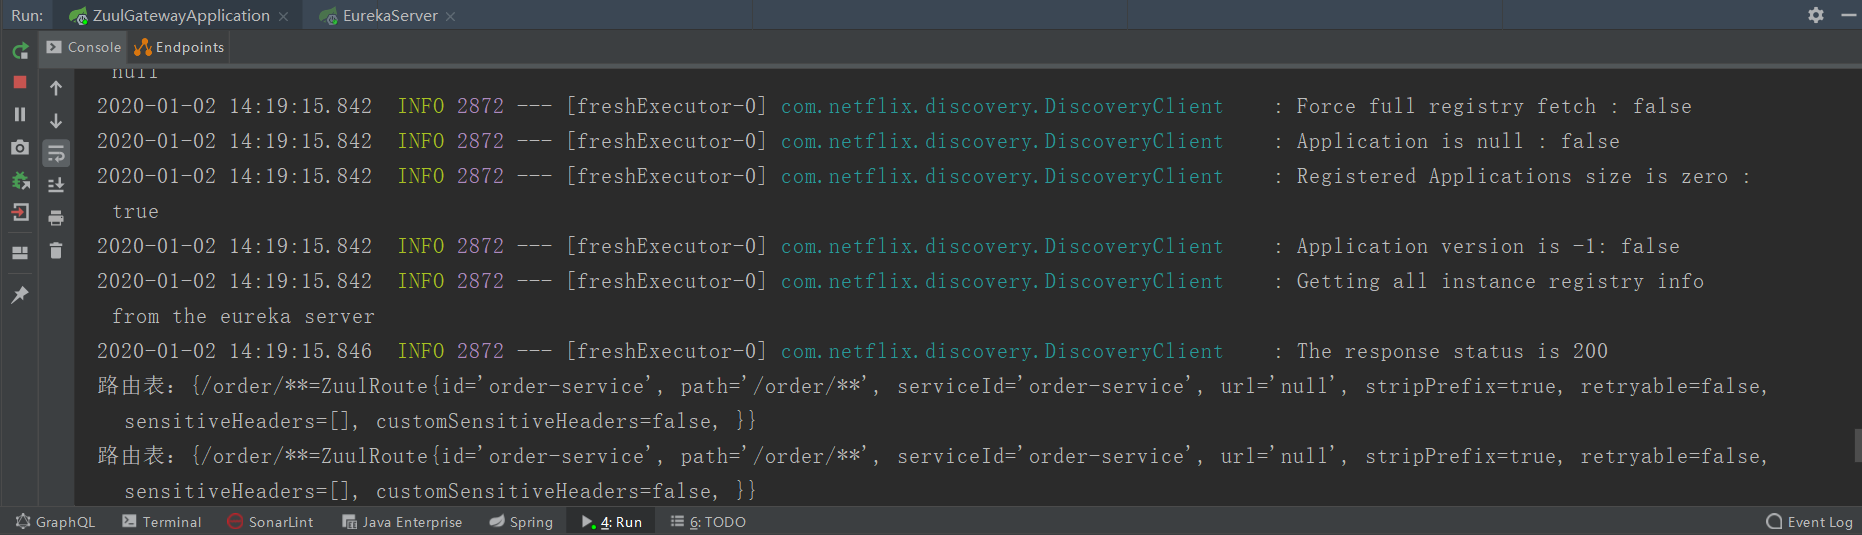 Run: ZuulGatewayApplication × EurekaServer ×
Console Endpoints
null
2020-01-02 14:19:15.842 INFO 2872 --- [freshExecutor-0] com.netflix.discovery.DiscoveryClient : Force full registry fetch : false
2020-01-02 14:19:15.842 INFO 2872 --- [freshExecutor-0] com.netflix.discovery.DiscoveryClient : Application is null : false
2020-01-02 14:19:15.842 INFO 2872 --- [freshExecutor-0] com.netflix.discovery.DiscoveryClient : Registered Applications size is zero :
true
2020-01-02 14:19:15.842 INFO 2872 --- [freshExecutor-0] com.netflix.discovery.DiscoveryClient : Application version is -1: false
2020-01-02 14:19:15.842 INFO 2872 --- [freshExecutor-0] com.netflix.discovery.DiscoveryClient : Getting all instance registry info
from the eureka server
2020-01-02 14:19:15.846 INFO 2872 --- [freshExecutor-0] com.netflix.discovery.DiscoveryClient : The response status is 200
路由表：{/order/**=ZuulRoute{id='order-service', path='/order/**', serviceId='order-service', url='null', stripPrefix=true, retryable=false,
sensitiveHeaders=[], customSensitiveHeaders=false, }}
路由表：{/order/**=ZuulRoute{id='order-service', path='/order/**', serviceId='order-service', url='null', stripPrefix=true, retryable=false,
sensitiveHeaders=[], customSensitiveHeaders=false, }}
GraphQL Terminal SonarLint Java Enterprise Spring 4: Run 6: TODO Event Log